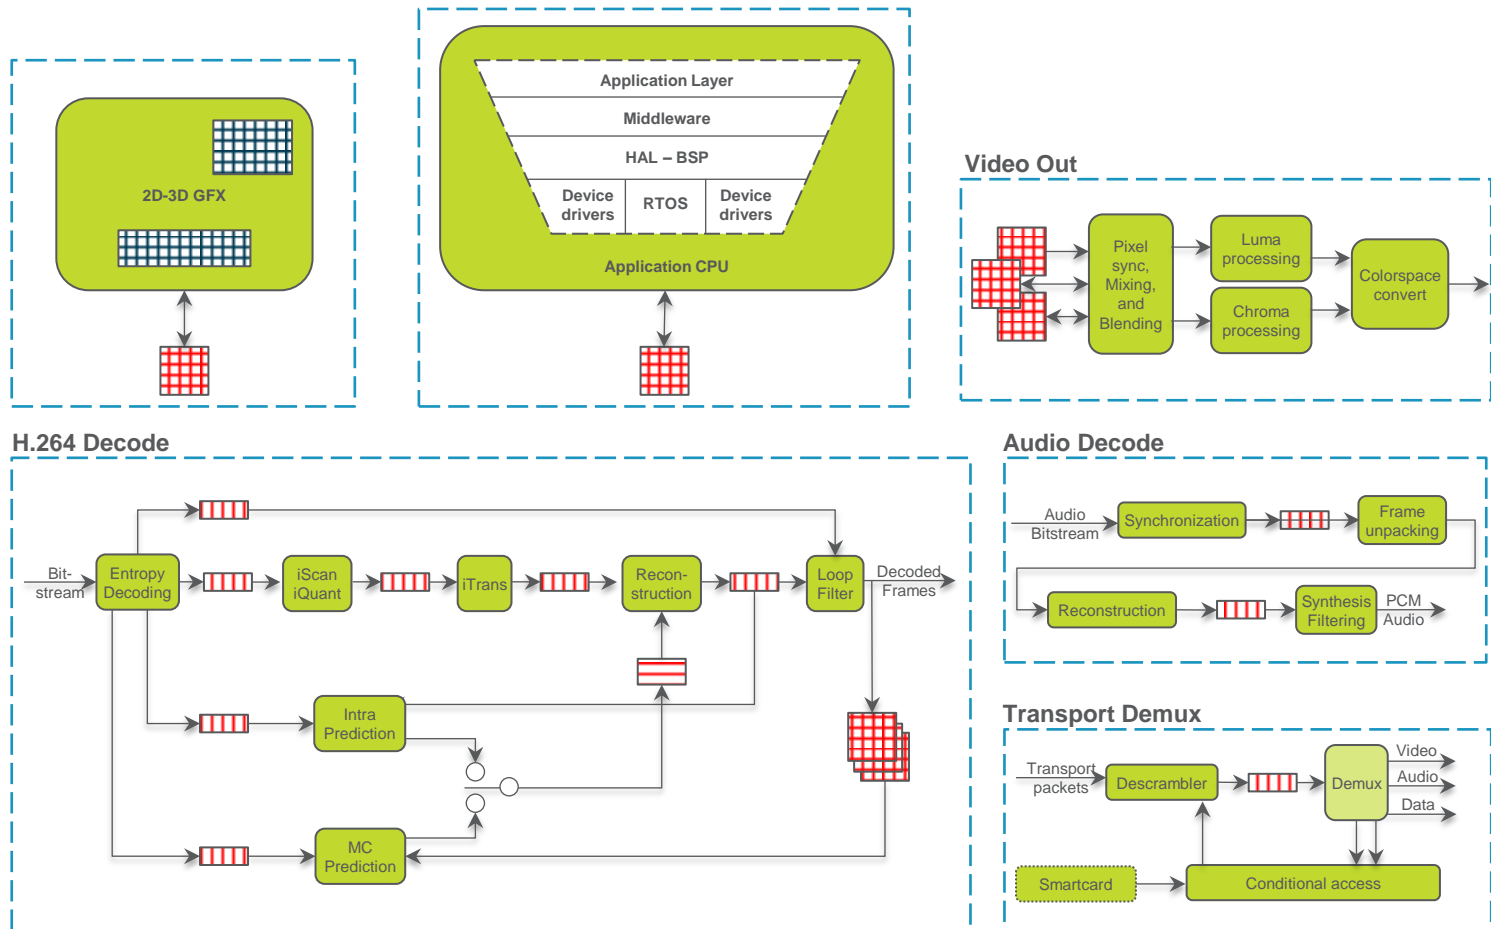 2D-3D GFX
Application Layer
Middleware
HAL – BSP
Device
drivers
RTOS
Device
drivers
Application CPU
Video Out
Pixel
sync,
Mixing,
and
Blending
Luma
processing
Chroma
processing
Colorspace
convert
H.264 Decode
Bit-
stream
Entropy
Decoding
iScan
iQuant
iTrans
Recon-
struction
Loop
Filter
Decoded
Frames
Intra
Prediction
MC
Prediction
Audio Decode
Audio
Bitstream
Synchronization
Frame
unpacking
Reconstruction
Synthesis
Filtering
PCM
Audio
Transport Demux
Transport
packets
Descrambler
Demux
Video
Audio
Data
Smartcard
Conditional access